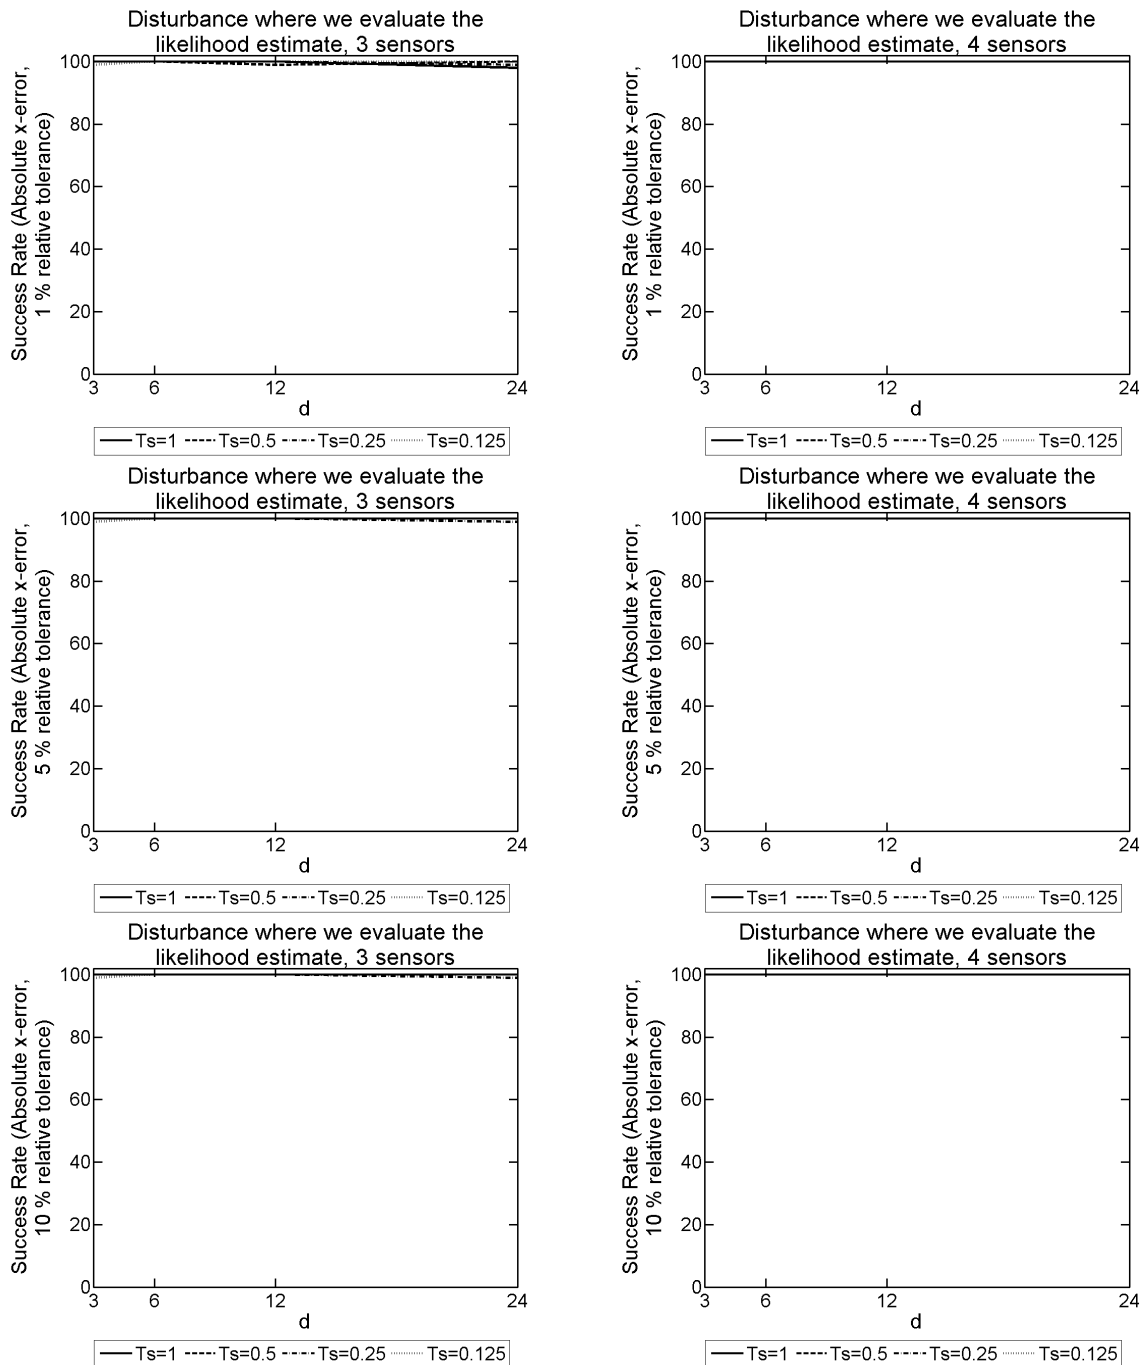 Disturbance where we evaluate the
likelihood estimate, 3 sensors
Success Rate (Absolute x-error,
1 % relative tolerance)
100
80
60
40
20
0
3 6 12 24
d
Ts=1 Ts=0.5 Ts=0.25 Ts=0.125
Disturbance where we evaluate the
likelihood estimate, 4 sensors
Success Rate (Absolute x-error,
1 % relative tolerance)
100
80
60
40
20
0
3 6 12 24
d
Ts=1 Ts=0.5 Ts=0.25 Ts=0.125
Disturbance where we evaluate the
likelihood estimate, 3 sensors
Success Rate (Absolute x-error,
5 % relative tolerance)
100
80
60
40
20
0
3 6 12 24
d
Ts=1 Ts=0.5 Ts=0.25 Ts=0.125
Disturbance where we evaluate the
likelihood estimate, 4 sensors
Success Rate (Absolute x-error,
5 % relative tolerance)
100
80
60
40
20
0
3 6 12 24
d
Ts=1 Ts=0.5 Ts=0.25 Ts=0.125
Disturbance where we evaluate the
likelihood estimate, 3 sensors
Success Rate (Absolute x-error,
10 % relative tolerance)
100
80
60
40
20
0
3 6 12 24
d
Ts=1 Ts=0.5 Ts=0.25 Ts=0.125
Disturbance where we evaluate the
likelihood estimate, 4 sensors
Success Rate (Absolute x-error,
10 % relative tolerance)
100
80
60
40
20
0
3 6 12 24
d
Ts=1 Ts=0.5 Ts=0.25 Ts=0.125